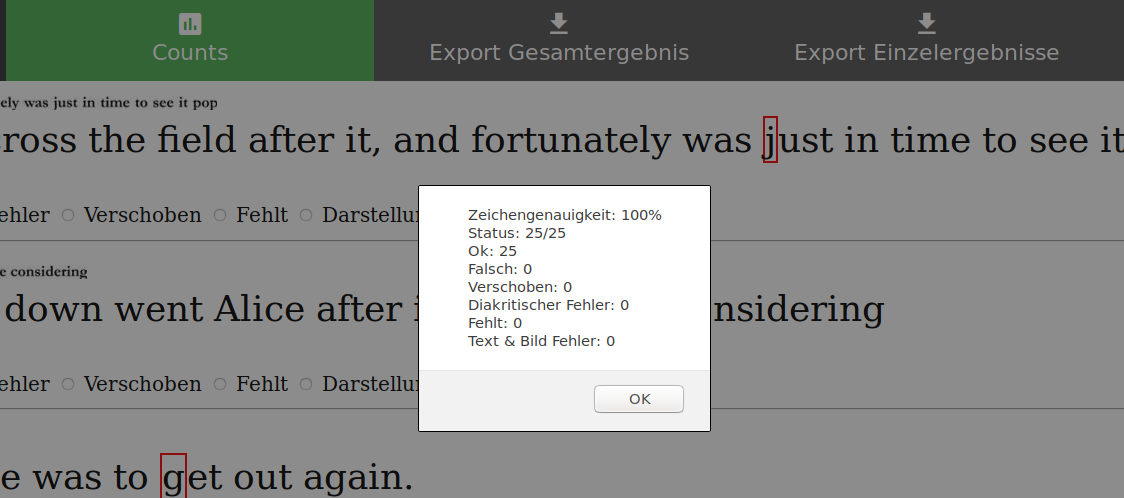 Counts
Export Gesamtergebnis
Export Einzelergebnisse
ely was just in time to see it pop
ross the field after it, and fortunately was just in time to see it
ehler Verschoben Fehlt Darstellu
e considering
down went Alice after i nsidering
ehler Verschoben Fehlt Darstellu
e was to get out again.
Zeichengenauigkeit: 100%
Status: 25/25
Ok: 25
Falsch: 0
Verschoben: 0
Diakritischer Fehler: 0
Fehlt: 0
Text & Bild Fehler: 0
OK